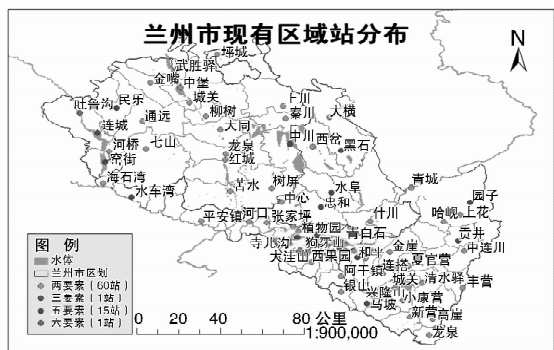 兰州市现有区域站分布
N
坪城
武胜驿
金嘴
中堡
民乐
吐鲁沟
城关
上川
通远
柳树
秦川
大横
连城
大同
中川
西岔
黑石
河桥
七山
龙泉
窑街
红城
青城
海石湾
苦水
树屏
水阜
园子
水车湾
中心
忠和
哈岘
上花
平安镇
河口
张家坪
什川
贡井
植物园
青白石
中连川
寺儿沟
狗牙山
和平
金崖
夏官营
大洼山
西果园
阿干镇
连搭
城关
清水驿
丰营
银山
兴隆山
马坡
小康营
新营
高崖
龙泉
图 例
水体
兰州市区划
两要素（60站）
三要素（1站）
五要素（15站）
六要素（1站）
0 20 40 80 公里
1:900,000